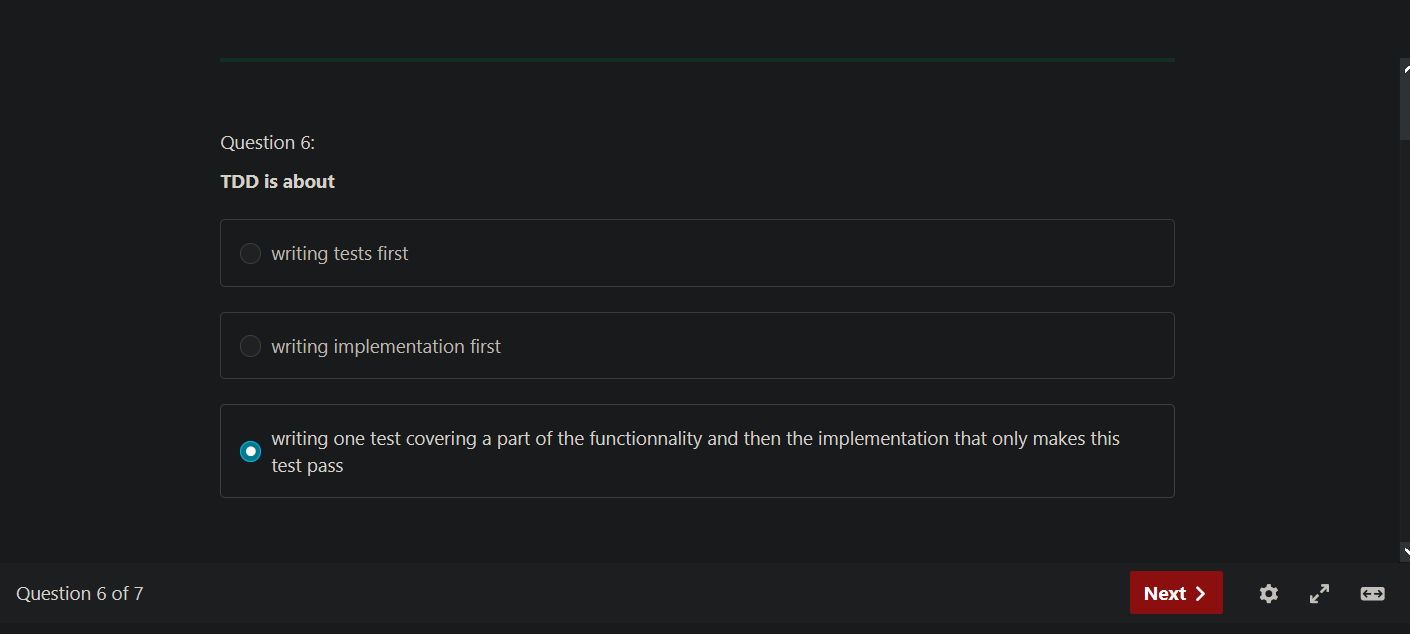 Question 6:
TDD is about
writing tests first
writing implementation first
writing one test covering a part of the functionnality and then the implementation that only makes this
test pass
Question 6 of 7
Next